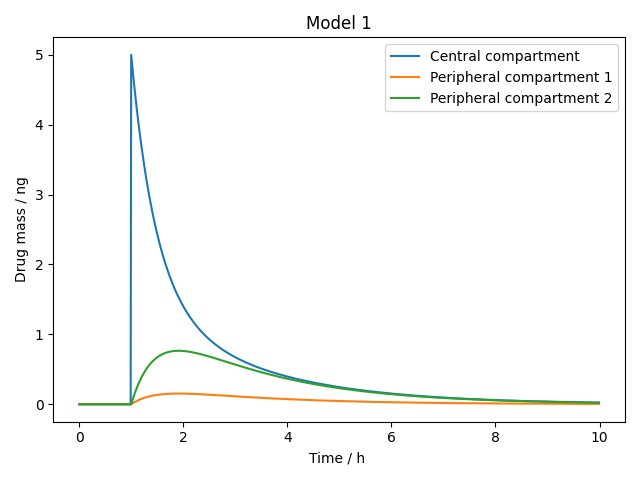 Model 1
Central compartment
Peripheral compartment 1
Peripheral compartment 2
Drug mass / ng
5
4
3
2
1
0
0
2
4
6
8
10
Time / h